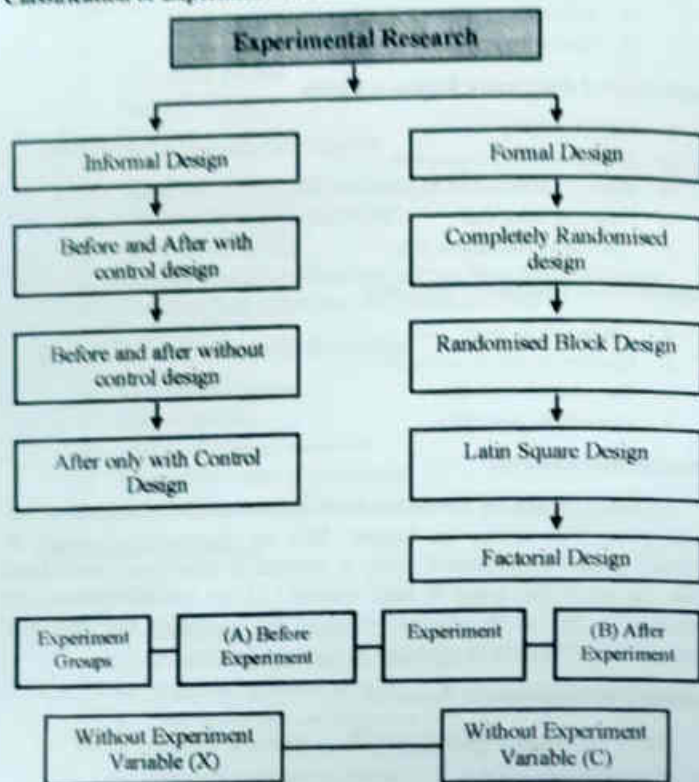 Experimental Research
Informal Design
Formal Design
Before and After with
control design
Completely Randomised
design
Before and after without
control design
Randomised Block Design
After only with Control
Design
Latin Square Design
Factorial Design
Experiment
Groups
(A) Before
Experiment
Experiment
(B) After
Experiment
Without Experiment
Variable (X)
Without Experiment
Variable (C)